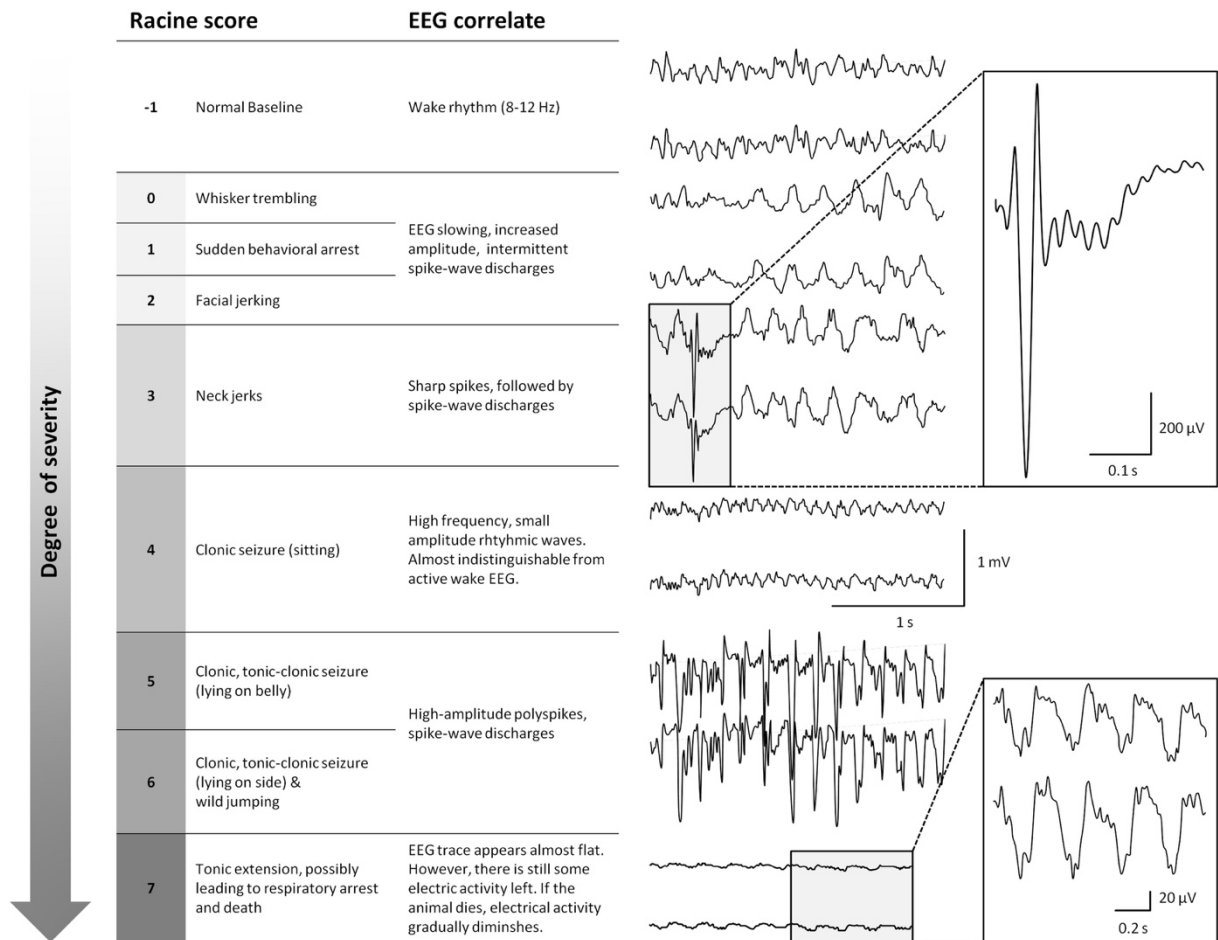 Racine score
EEG correlate
-1
Normal Baseline
Wake rhythm (8-12 Hz)
0
Whisker trembling
1
Sudden behavioral arrest
EEG slowing, increased
amplitude,  intermittent
spike-wave discharges
2
Facial jerking
3
Neck jerks
Sharp spikes, followed by
spike-wave discharges
4
Clonic seizure (sitting)
High frequency, small
amplitude rhtyhmic waves.
Almost indistinguishable from
active wake EEG.
5
Clonic, tonic-clonic seizure
(lying on belly)
High-amplitude polyspikes,
spike-wave discharges
6
Clonic, tonic-clonic seizure
(lying on side) &
wild jumping
7
Tonic extension, possibly
leading to respiratory arrest
and death
EEG trace appears almost flat.
However, there is still some
electric activity left. If the
animal dies, electrical activity
gradually diminshes.
Degree of severity
200 µV
0.1 s
1 mV
1 s
20 µV
0.2 s